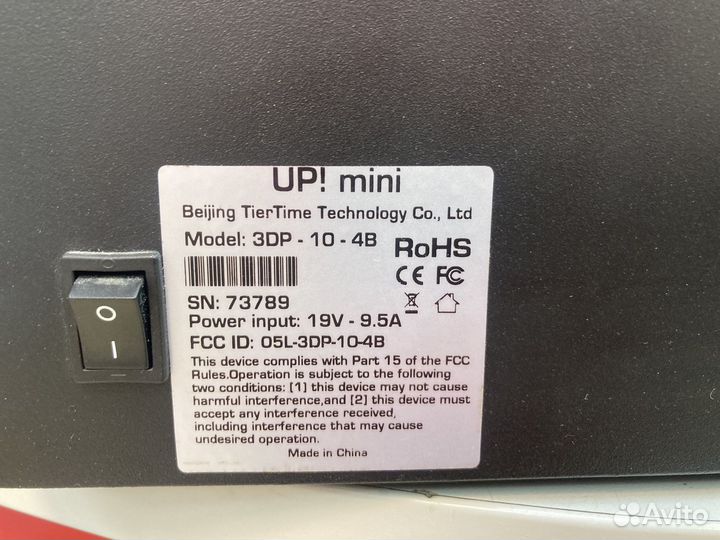 UP! mini
Beijing TierTime Technology Co., Ltd
Model: 3DP - 10 - 4B
RoHS
CE FC
SN: 73789
Power input: 19V - 9.5A
FCC ID: O5L-3DP-10-4B
This device complies with Part 15 of the FCC
Rules.Operation is subject to the following
two conditions: [1] this device may not cause
harmful interference,and [2] this device must
accept any interference received,
including interference that may cause
undesired operation.
Made in China
O
I
Avito